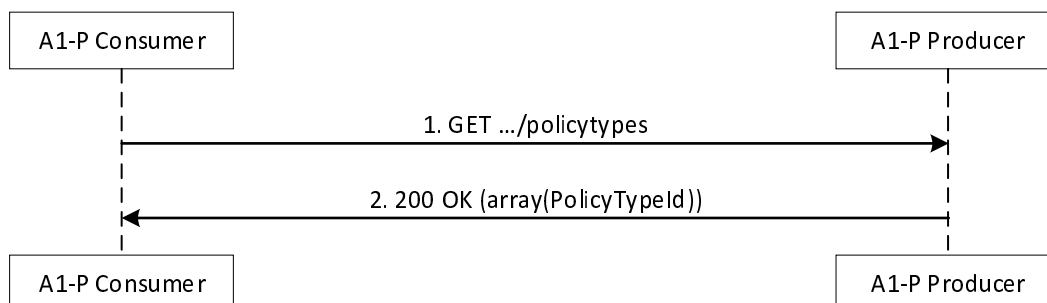 A1-P Consumer
A1-P Producer
1. GET .../policytypes
2. 200 OK (array(PolicyTypeId))
A1-P Consumer
A1-P Producer